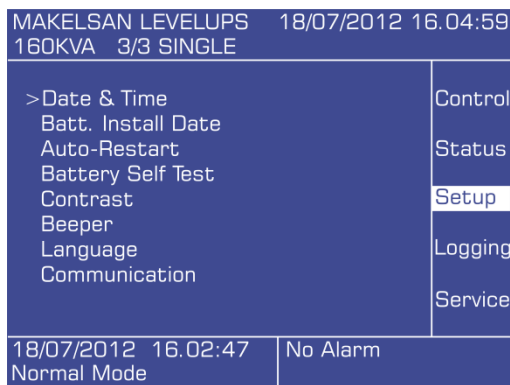 MAKELSAN LEVELUPS 18/07/2012 16.04:59
160KVA 3/3 SINGLE
>Date & Time
Batt. Install Date
Auto-Restart
Battery Self Test
Contrast
Beeper
Language
Communication
Control
Status
Setup
Logging
Service
18/07/2012 16.02:47
Normal Mode
No Alarm